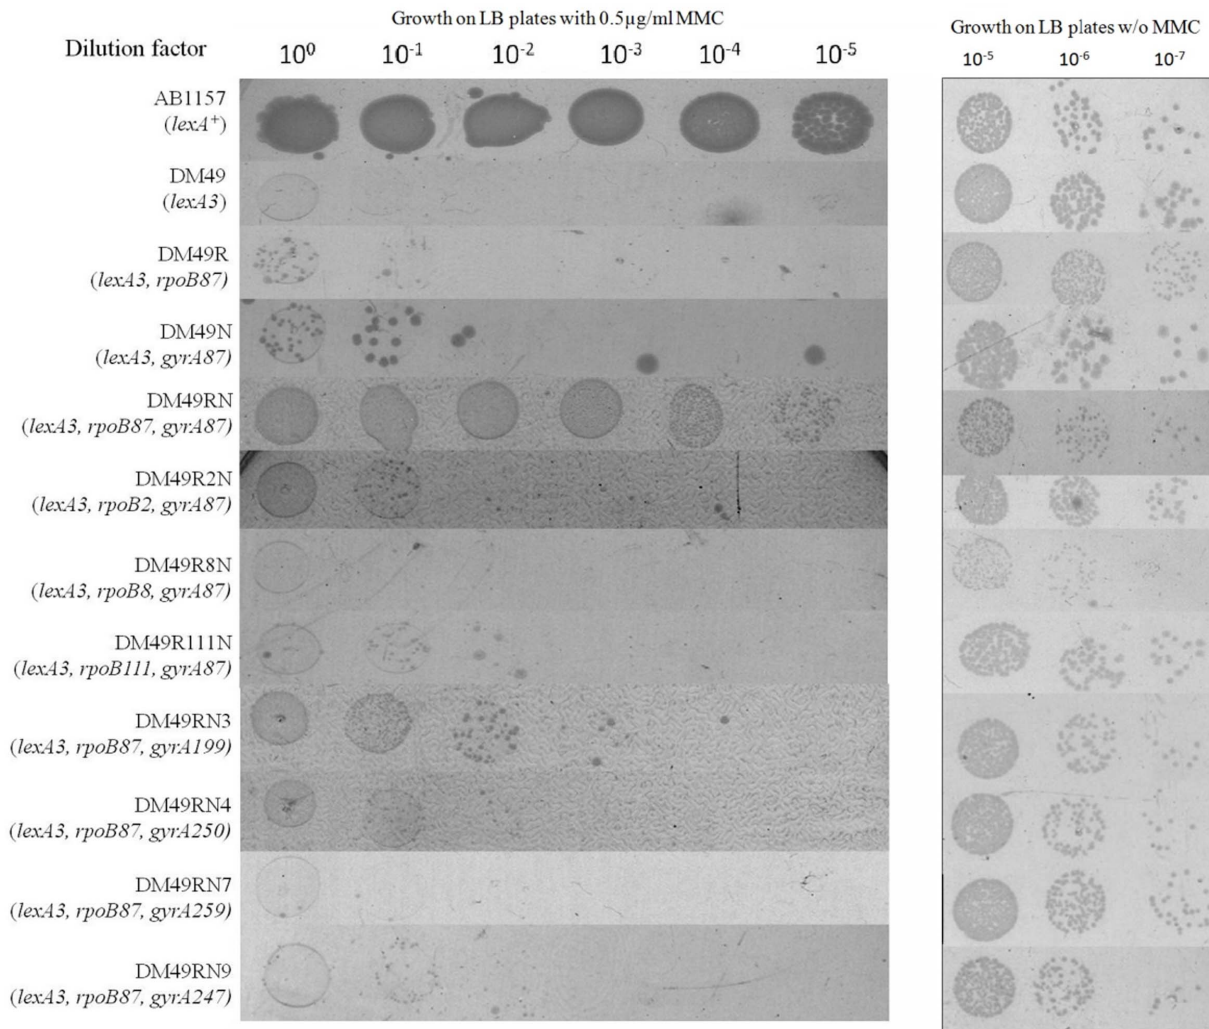 Growth on LB plates with 0.5µg/ml MMC
Growth on LB plates w/o MMC
Dilution factor 10⁰ 10⁻¹ 10⁻² 10⁻³ 10⁻⁴ 10⁻⁵ 10⁻⁵ 10⁻⁶ 10⁻⁷
AB1157
(lexA⁺)
DM49
(lexA3)
DM49R
(lexA3, rpoB87)
DM49N
(lexA3, gyrA87)
DM49RN
(lexA3, rpoB87, gyrA87)
DM49R2N
(lexA3, rpoB2, gyrA87)
DM49R8N
(lexA3, rpoB8, gyrA87)
DM49R111N
(lexA3, rpoB111, gyrA87)
DM49RN3
(lexA3, rpoB87, gyrA199)
DM49RN4
(lexA3, rpoB87, gyrA250)
DM49RN7
(lexA3, rpoB87, gyrA259)
DM49RN9
(lexA3, rpoB87, gyrA247)